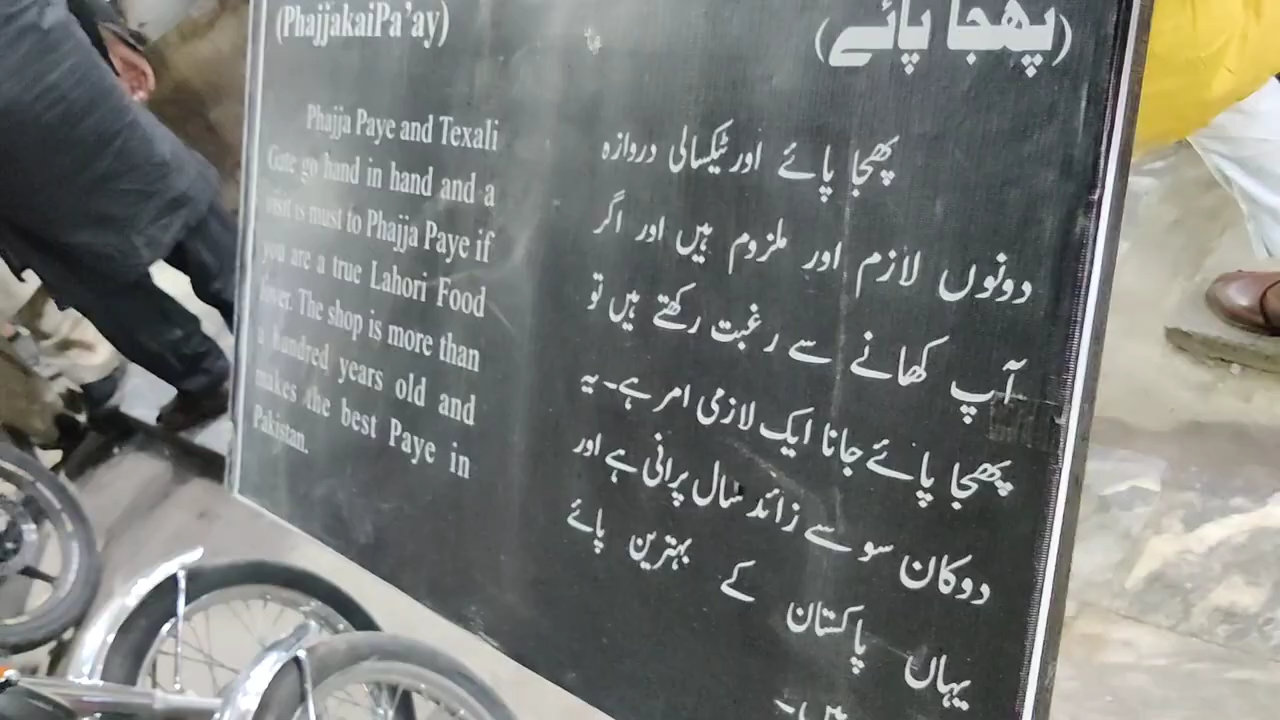 (PhajjakaiPa'ay)
Phajja Paye and Texali
Gate go hand in hand and a
visit is must to Phajja Paye if
you are a true Lahori Food
lover. The shop is more than
a hundred years old and
makes the best Paye in
Pakistan.
(پھجا پائے)
پھجا پائے اور ٹیکسالی دروازہ
دونوں لازم اور ملزوم ہیں اور اگر
آپ کھانے سے رغبت رکھتے ہیں تو
پھجا پائے جانا ایک لازمی امر ہے۔ یہ
دوکان سو سے زائد سال پرانی ہے اور
یہاں پاکستان کے بہترین پائے
ہیں۔